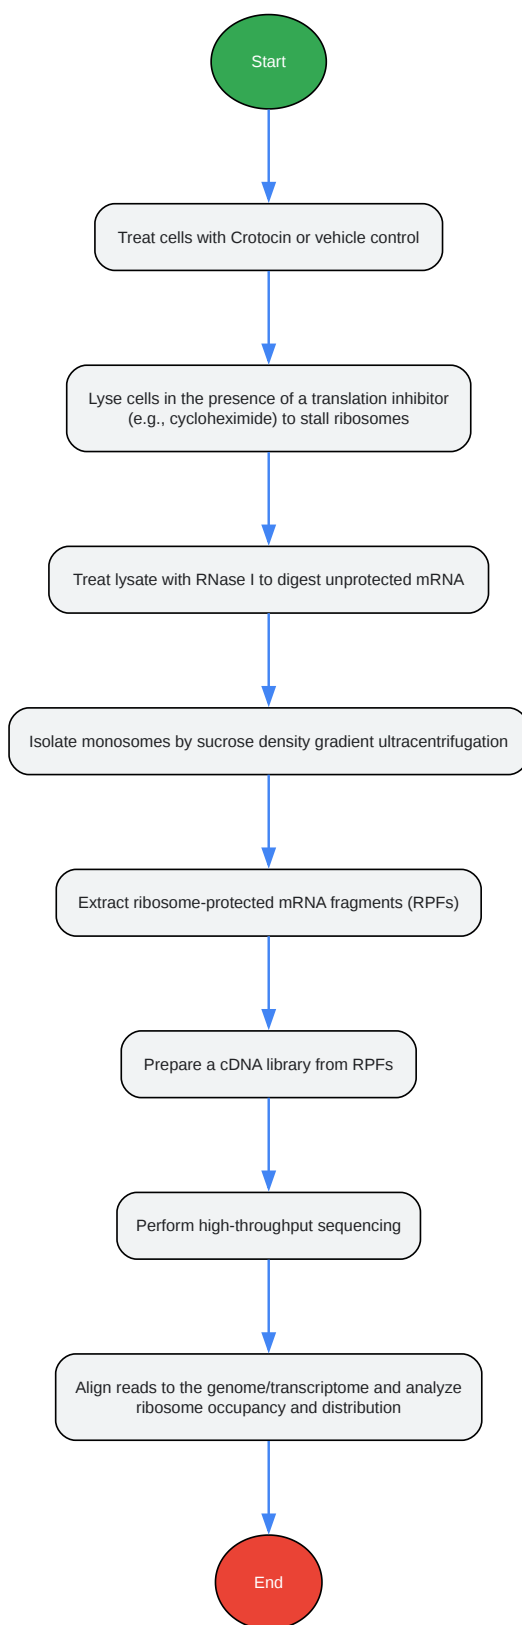 Start
Treat cells with Crotocin or vehicle control
Lyse cells in the presence of a translation inhibitor
(e.g., cycloheximide) to stall ribosomes
Treat lysate with RNase I to digest unprotected mRNA
Isolate monosomes by sucrose density gradient ultracentrifugation
Extract ribosome-protected mRNA fragments (RPFs)
Prepare a cDNA library from RPFs
Perform high-throughput sequencing
Align reads to the genome/transcriptome and analyze
ribosome occupancy and distribution
End